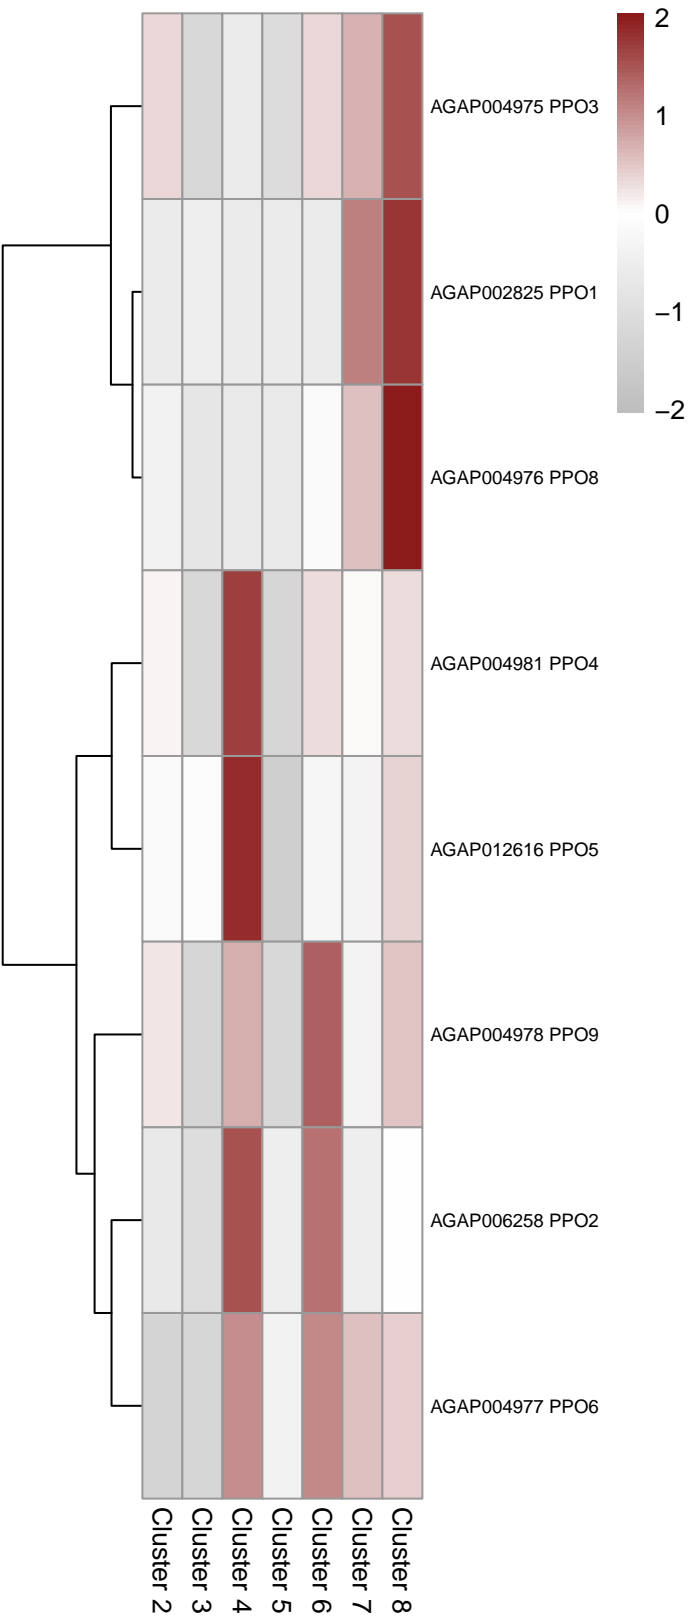 2
1
0
−1
−2
AGAP004975 PPO3
AGAP002825 PPO1
AGAP004976 PPO8
AGAP004981 PPO4
AGAP012616 PPO5
AGAP004978 PPO9
AGAP006258 PPO2
AGAP004977 PPO6
Cluster 2
Cluster 3
Cluster 4
Cluster 5
Cluster 6
Cluster 7
Cluster 8